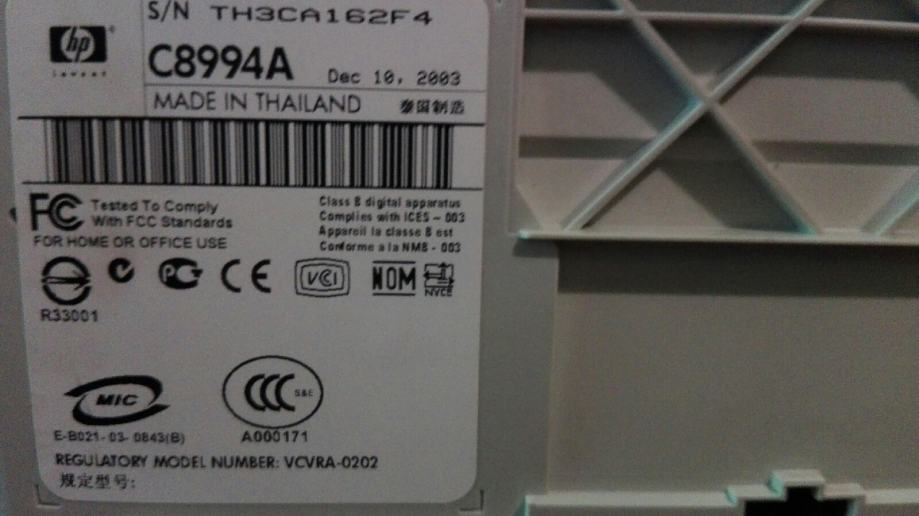 S/N TH3CA162F4
hp
invent
C8994A Dec 10, 2003
MADE IN THAILAND 泰国制造
FC Tested To Comply
With FCC Standards
FOR HOME OR OFFICE USE
Class B digital apparatus
Complies with ICES - 003
Appareil la classe B est
Conforme a la NMB - 003
CE VCI NOM NYCE
R33001
MIC CCC S&E
E-B021-03-0843(B) A000171
REGULATORY MODEL NUMBER: VCVRA-0202
规定型号: